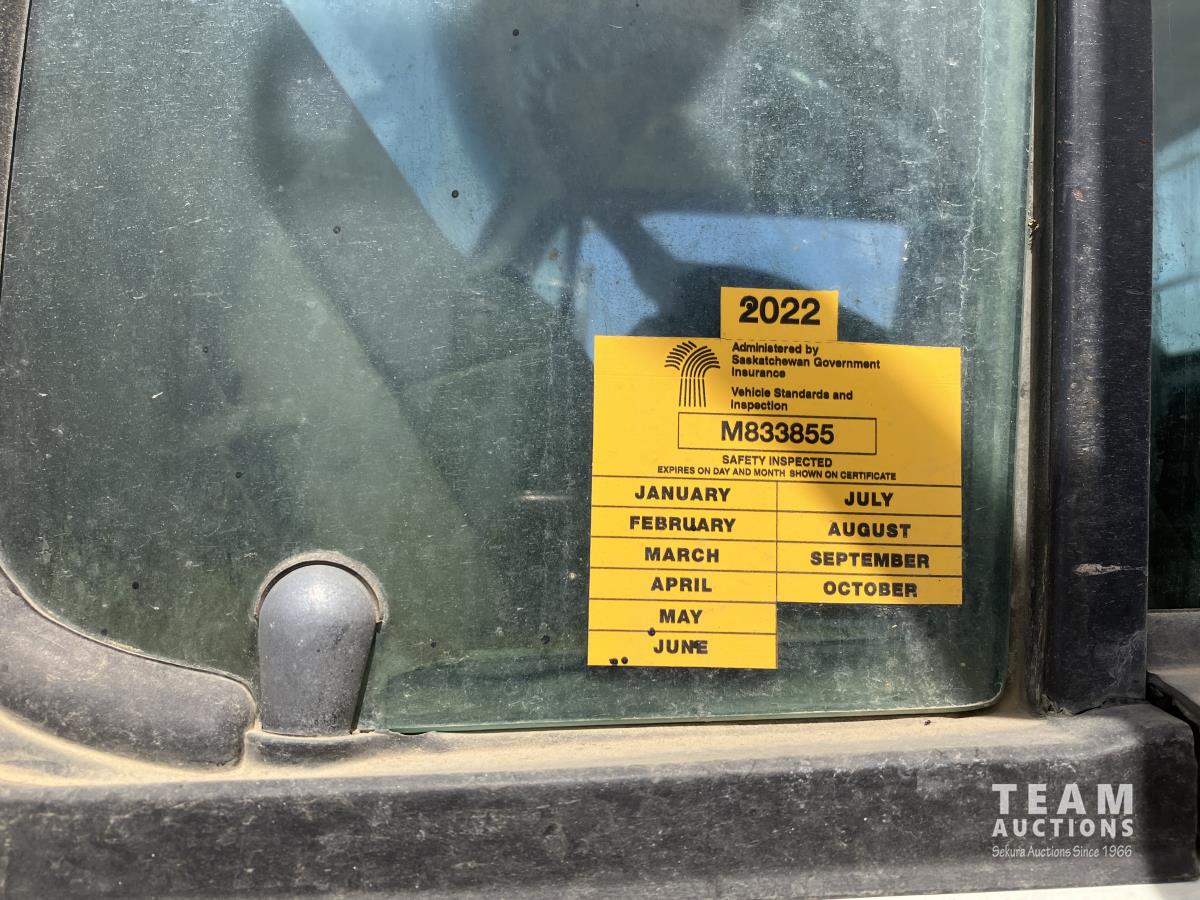 2022
Administered by
Saskatchewan Government
Insurance
Vehicle Standards and
Inspection
M833855
SAFETY INSPECTED
EXPIRES ON DAY AND MONTH SHOWN ON CERTIFICATE
JANUARY
FEBRUARY
MARCH
APRIL
MAY
JUNE
JULY
AUGUST
SEPTEMBER
OCTOBER
TEAM
AUCTIONS
Sekura Auctions Since 1966